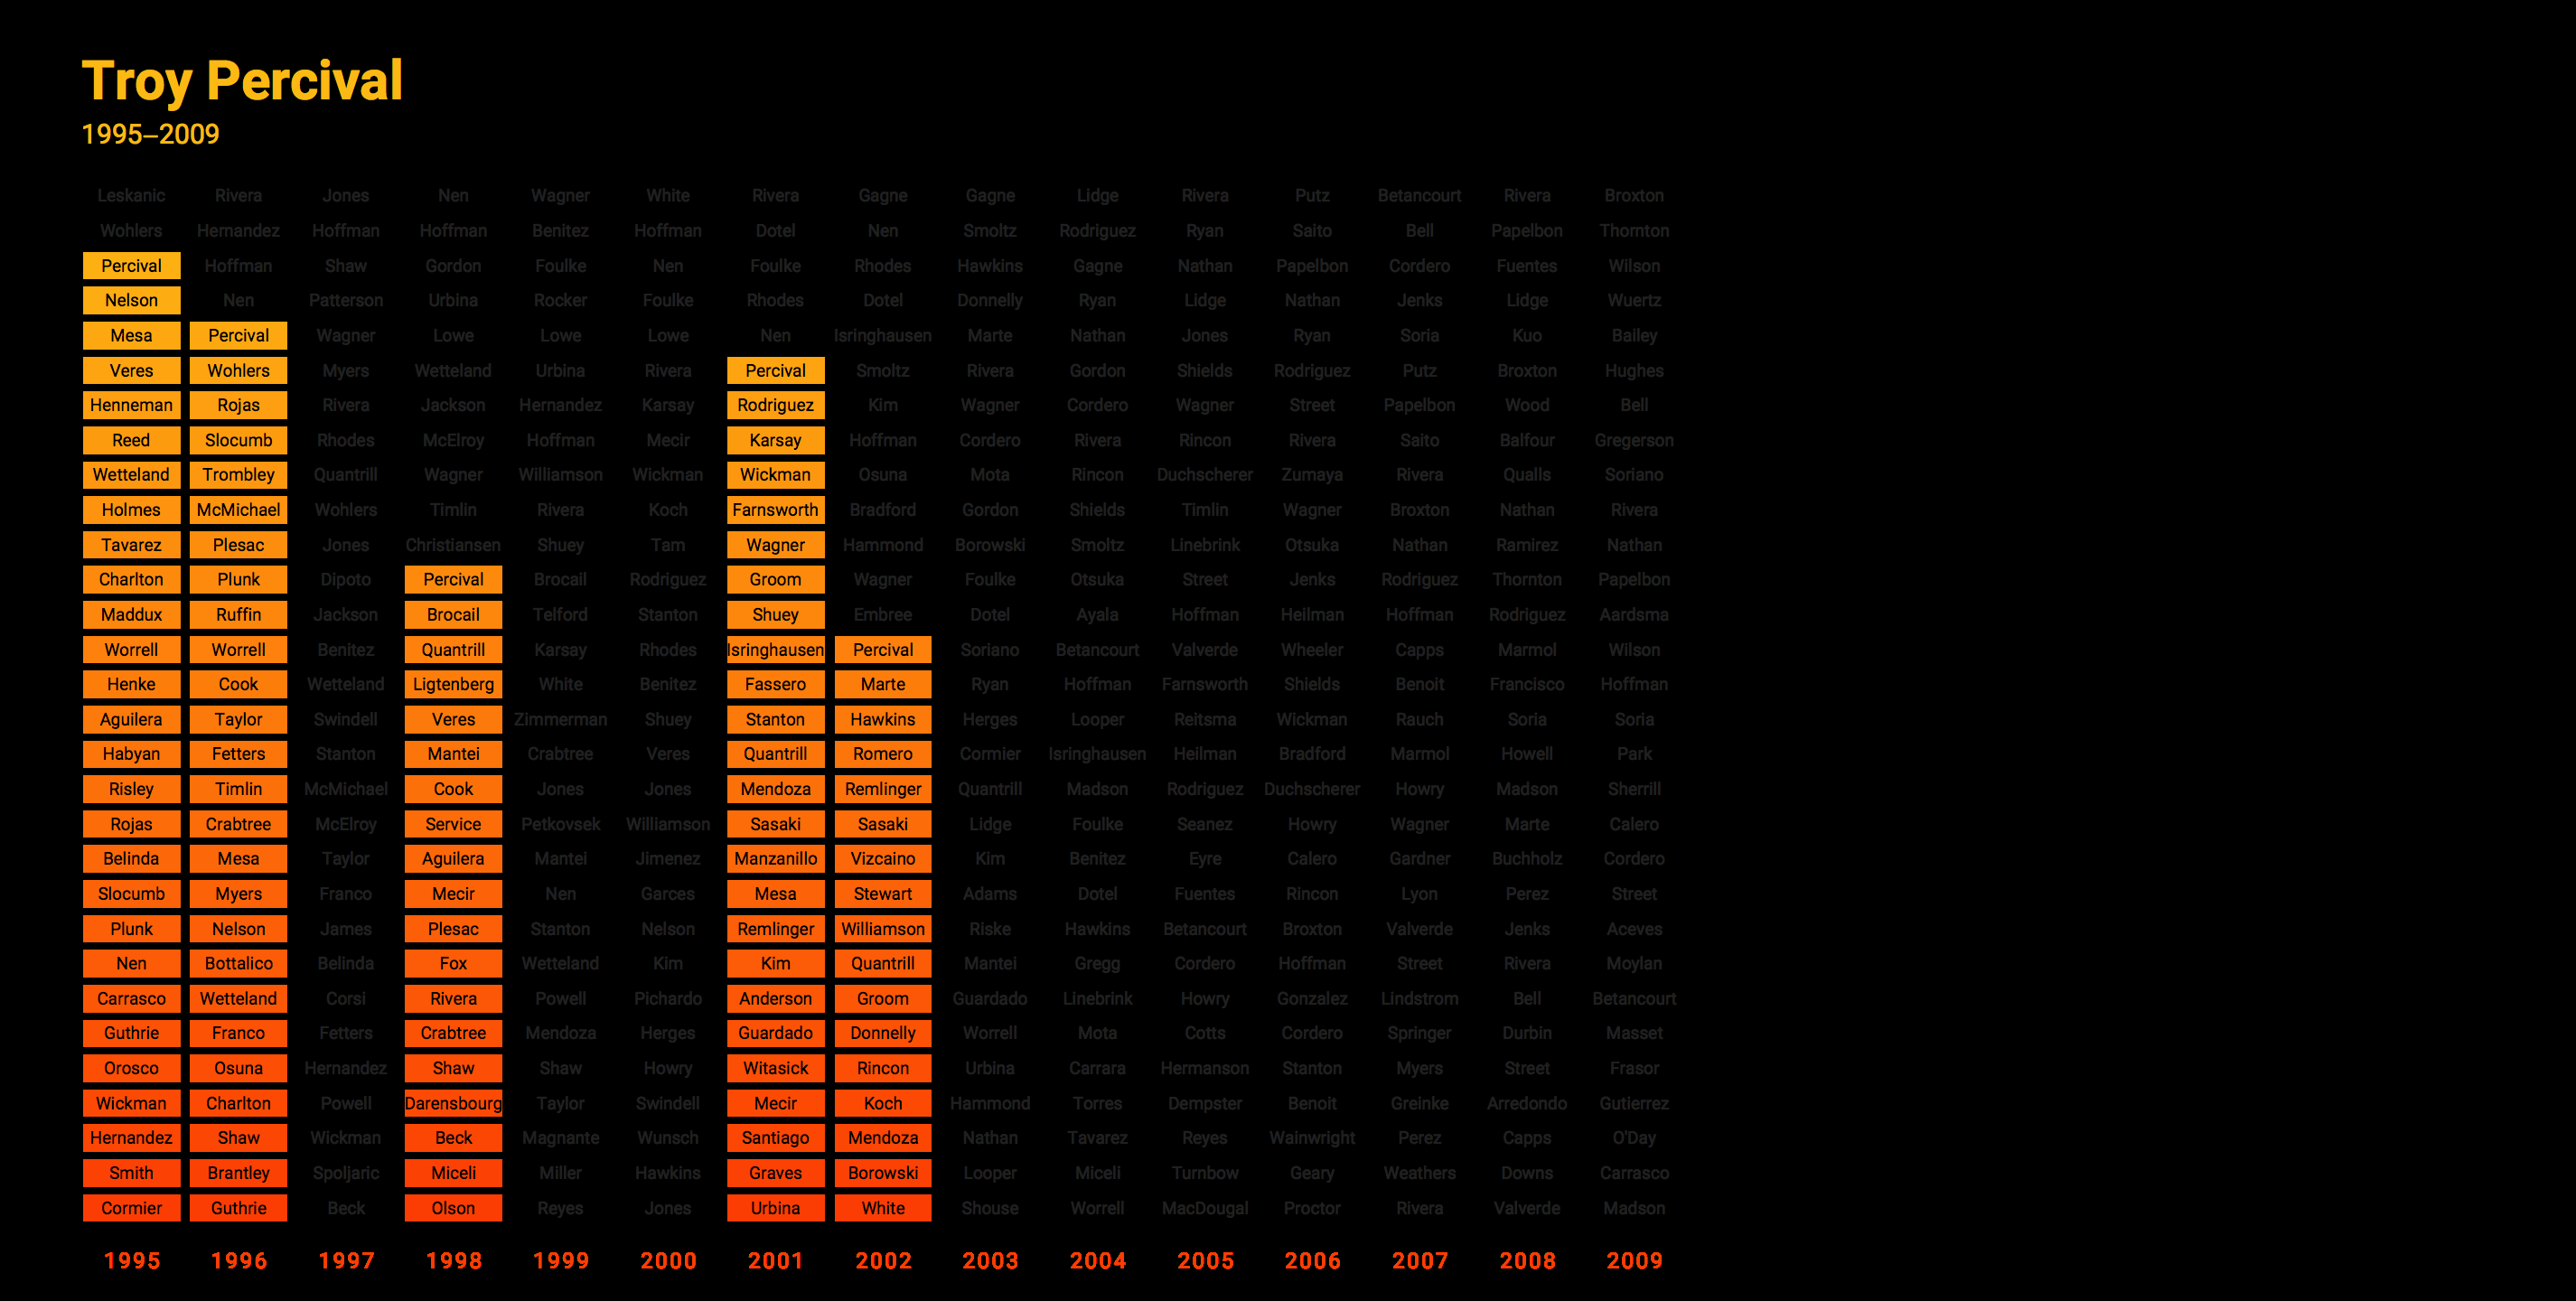 Troy Percival
1995–2009
Leskanic Rivera Jones Nen Wagner White Rivera Gagne Gagne Lidge Rivera Putz Betancourt Rivera Broxton
Wohlers Hernandez Hoffman Hoffman Benitez Hoffman Dotel Nen Smoltz Rodriguez Ryan Saito Bell Papelbon Thornton
Percival Hoffman Shaw Gordon Foulke Nen Foulke Rhodes Hawkins Gagne Nathan Papelbon Cordero Fuentes Wilson
Nelson Nen Patterson Urbina Rocker Foulke Rhodes Dotel Donnelly Ryan Lidge Nathan Jenks Lidge Wuertz
Mesa Percival Wagner Lowe Lowe Lowe Nen Isringhausen Marte Nathan Jones Ryan Soria Kuo Bailey
Veres Wohlers Myers Wetteland Urbina Rivera Percival Smoltz Rivera Gordon Shields Rodriguez Putz Broxton Hughes
Henneman Rojas Rivera Jackson Hernandez Karsay Rodriguez Kim Wagner Cordero Wagner Street Papelbon Wood Bell
Reed Slocumb Rhodes McElroy Hoffman Mecir Karsay Hoffman Cordero Rivera Rincon Rivera Saito Balfour Gregerson
Wetteland Trombley Quantrill Wagner Williamson Wickman Wickman Osuna Mota Rincon Duchscherer Zumaya Rivera Qualls Soriano
Holmes McMichael Wohlers Timlin Rivera Koch Farnsworth Bradford Gordon Shields Timlin Wagner Broxton Nathan Rivera
Tavarez Plesac Jones Christiansen Shuey Tam Wagner Hammond Borowski Smoltz Linebrink Otsuka Nathan Ramirez Nathan
Charlton Plunk Dipoto Percival Brocail Rodriguez Groom Wagner Foulke Otsuka Street Jenks Rodriguez Thornton Papelbon
Maddux Ruffin Jackson Brocail Telford Stanton Shuey Embree Dotel Ayala Hoffman Heilman Hoffman Rodriguez Aardsma
Worrell Worrell Benitez Quantrill Karsay Rhodes Isringhausen Percival Soriano Betancourt Valverde Wheeler Capps Marmol Wilson
Henke Cook Wetteland Ligtenberg White Benitez Fassero Marte Ryan Hoffman Farnsworth Shields Benoit Francisco Hoffman
Aguilera Taylor Swindell Veres Zimmerman Shuey Stanton Hawkins Herges Looper Reitsma Wickman Rauch Soria Soria
Habyan Fetters Stanton Mantei Crabtree Veres Quantrill Romero Cormier Isringhausen Heilman Bradford Marmol Howell Park
Risley Timlin McMichael Cook Jones Jones Mendoza Remlinger Quantrill Madson Rodriguez Duchscherer Howry Madson Sherrill
Rojas Crabtree McElroy Service Petkovsek Williamson Sasaki Sasaki Lidge Foulke Seanez Howry Wagner Marte Calero
Belinda Mesa Taylor Aguilera Mantei Jimenez Manzanillo Vizcaino Kim Benitez Eyre Calero Gardner Buchholz Cordero
Slocumb Myers Franco Mecir Nen Garces Mesa Stewart Adams Dotel Fuentes Rincon Lyon Perez Street
Plunk Nelson James Plesac Stanton Nelson Remlinger Williamson Riske Hawkins Betancourt Broxton Valverde Jenks Aceves
Nen Bottalico Belinda Fox Wetteland Kim Kim Quantrill Mantei Gregg Cordero Hoffman Street Rivera Moylan
Carrasco Wetteland Corsi Rivera Powell Pichardo Anderson Groom Guardado Linebrink Howry Gonzalez Lindstrom Bell Betancourt
Guthrie Franco Fetters Crabtree Mendoza Herges Guardado Donnelly Worrell Mota Cotts Cordero Springer Durbin Masset
Orosco Osuna Hernandez Shaw Shaw Howry Witasick Rincon Urbina Carrara Hermanson Stanton Myers Street Frasor
Wickman Charlton Powell Darensbourg Taylor Swindell Mecir Koch Hammond Torres Dempster Benoit Greinke Arredondo Gutierrez
Hernandez Shaw Wickman Beck Magnante Wunsch Santiago Mendoza Nathan Tavarez Reyes Wainwright Perez Capps O'Day
Smith Brantley Spoljaric Miceli Miller Hawkins Graves Borowski Looper Miceli Turnbow Geary Weathers Downs Carrasco
Cormier Guthrie Beck Olson Reyes Jones Urbina White Shouse Worrell MacDougal Proctor Rivera Valverde Madson
1995 1996 1997 1998 1999 2000 2001 2002 2003 2004 2005 2006 2007 2008 2009